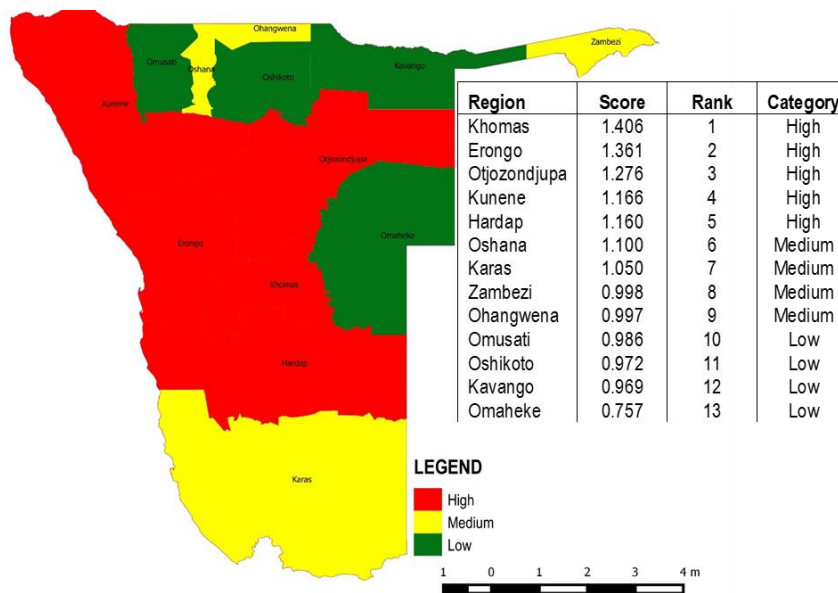 Ohangwena
Zambezi
Omusati
Oshana
Oshikoto
Kavango
Kunene
Otjozondjupa
Omaheke
Erongo
Khomas
Hardap
Karas
Region Score Rank Category
Khomas 1.406 1 High
Erongo 1.361 2 High
Otjozondjupa 1.276 3 High
Kunene 1.166 4 High
Hardap 1.160 5 High
Oshana 1.100 6 Medium
Karas 1.050 7 Medium
Zambezi 0.998 8 Medium
Ohangwena 0.997 9 Medium
Omusati 0.986 10 Low
Oshikoto 0.972 11 Low
Kavango 0.969 12 Low
Omaheke 0.757 13 Low
LEGEND
High
Medium
Low
1 0 1 2 3 4 m